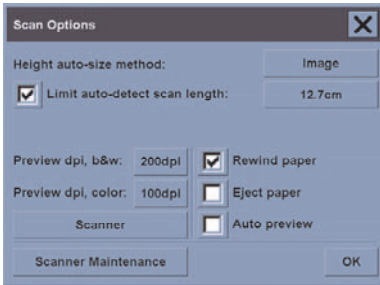 Scan Options
Height auto-size method: Image
Limit auto-detect scan length: 12.7cm
Preview dpi, b&w: 200dpi Rewind paper
Preview dpi, color: 100dpi Eject paper
Scanner Auto preview
Scanner Maintenance OK